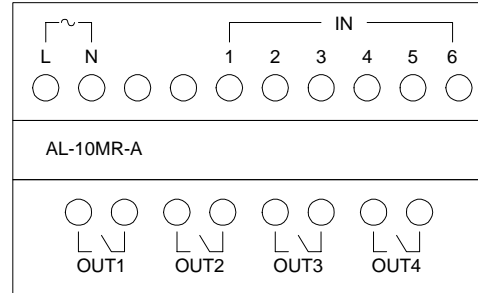 ~ IN
L N 1 2 3 4 5 6
AL-10MR-A
OUT1 OUT2 OUT3 OUT4